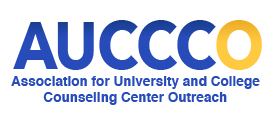 AUCCCO
Association for University and College
Counseling Center Outreach